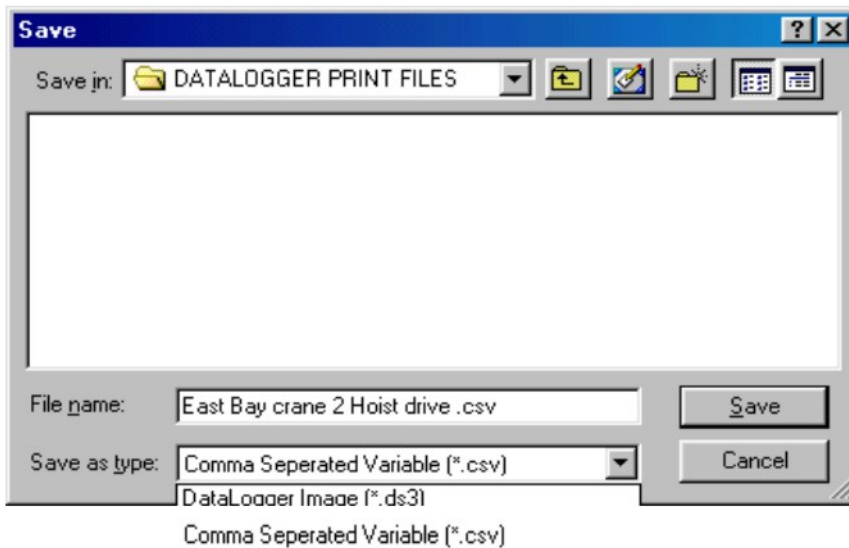 Save
Save in: DATALOGGER PRINT FILES
File name: East Bay crane 2 Hoist drive .csv Save
Save as type: Comma Seperated Variable (*.csv) Cancel
DataLogger Image (*.ds3)
Comma Seperated Variable (*.csv)